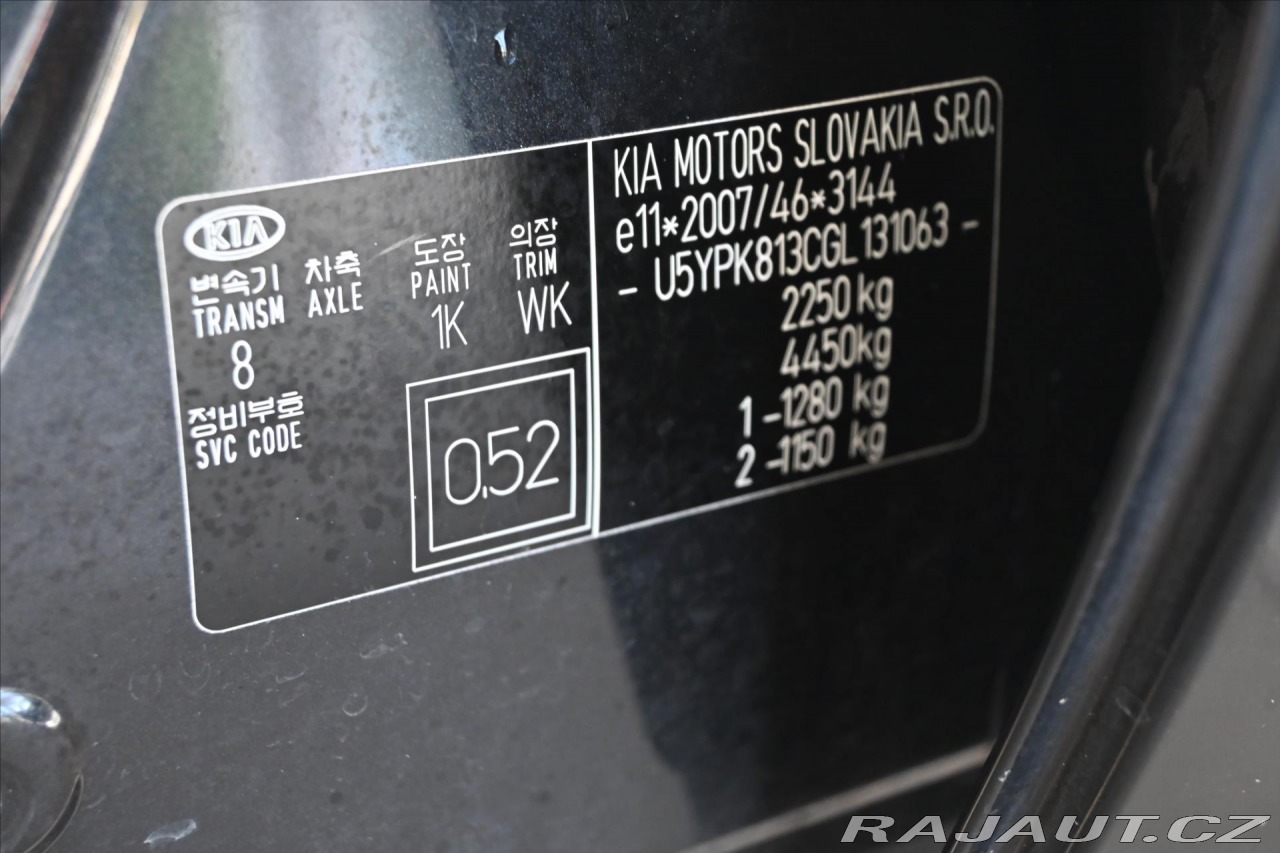 KIA
변속기 차축 도장 의장
TRANSM AXLE PAINT TRIM
8 1K WK
정비부호
SVC CODE
0.52
KIA MOTORS SLOVAKIA S.R.O.
e11*2007/46*3144
- U5YPK813CGL131063 -
2250 kg
4450kg
1 -1280 kg
2 -1150 kg
RAJAUT.CZ